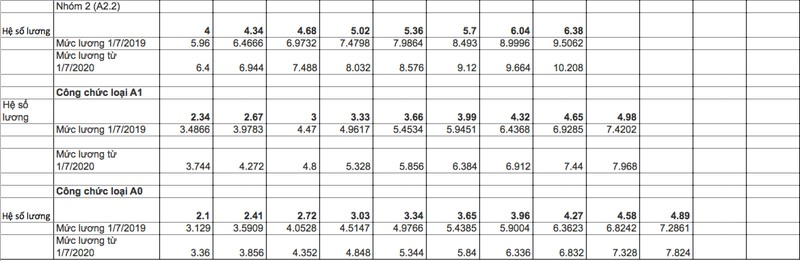 Nhóm 2 (A2.2)
Hệ số lương 4 4.34 4.68 5.02 5.36 5.7 6.04 6.38
Mức lương 1/7/2019 5.96 6.4666 6.9732 7.4798 7.9864 8.493 8.9996 9.5062
Mức lương từ
1/7/2020 6.4 6.944 7.488 8.032 8.576 9.12 9.664 10.208
Công chức loại A1
Hệ số
lương 2.34 2.67 3 3.33 3.66 3.99 4.32 4.65 4.98
Mức lương 1/7/2019 3.4866 3.9783 4.47 4.9617 5.4534 5.9451 6.4368 6.9285 7.4202
Mức lương từ
1/7/2020 3.744 4.272 4.8 5.328 5.856 6.384 6.912 7.44 7.968
Công chức loại A0
Hệ số lương 2.1 2.41 2.72 3.03 3.34 3.65 3.96 4.27 4.58 4.89
Mức lương 1/7/2019 3.129 3.5909 4.0528 4.5147 4.9766 5.4385 5.9004 6.3623 6.8242 7.2861
Mức lương từ
1/7/2020 3.36 3.856 4.352 4.848 5.344 5.84 6.336 6.832 7.328 7.824